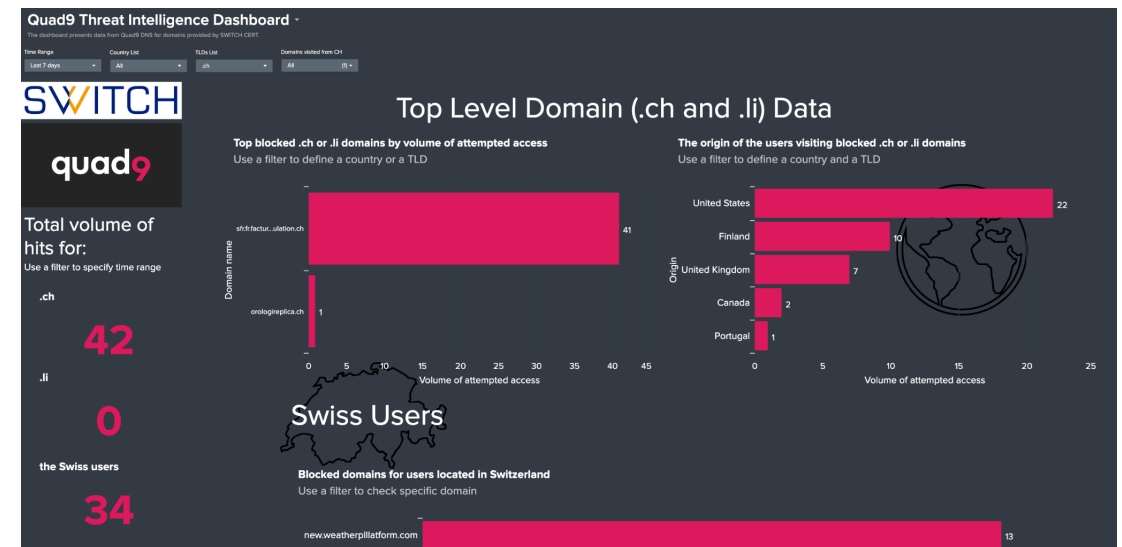 Quad9 Threat Intelligence Dashboard
The dashboard presents data from Quad9 DNS for domains provided by SWITCH CERT.
Time Range
Country List
TLDs List
Domains visited from CH
Last 7 days
All
.ch
All
(1)
SWITCH
quad9
Total volume of
hits for:
Use a filter to specify time range
.ch
42
.li
0
the Swiss users
34
Top Level Domain (.ch and .li) Data
Top blocked .ch or .li domains by volume of attempted access
Use a filter to define a country or a TLD
Domain name
sfr.fr.factur...ulation.ch
41
orologireplica.ch
1
0 5 10 15 20 25 30 35 40 45
Volume of attempted access
The origin of the users visiting blocked .ch or .li domains
Use a filter to define a country and a TLD
Origin
United States
22
Finland
10
United Kingdom
7
Canada
2
Portugal
1
0 5 10 15 20 25
Volume of attempted access
Swiss Users
Blocked domains for users located in Switzerland
Use a filter to check specific domain
new.weatherplllatform.com
13